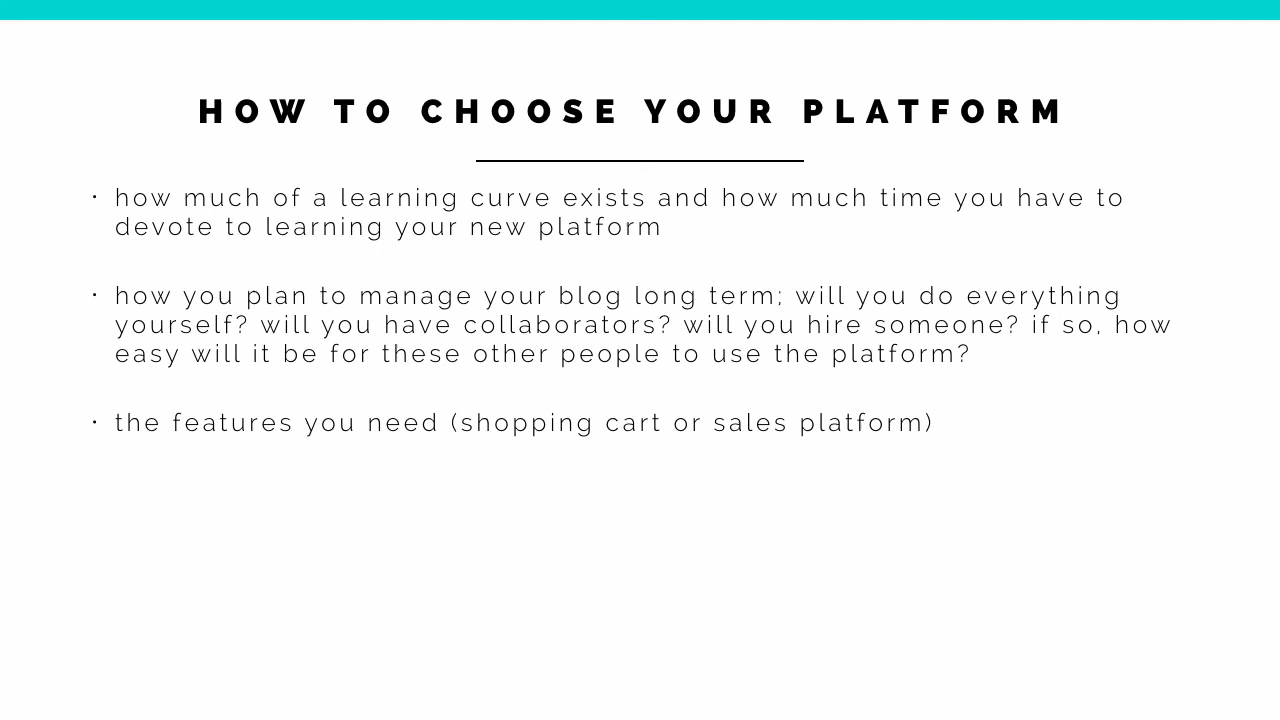 HOW TO CHOOSE YOUR PLATFORM
· how much of a learning curve exists and how much time you have to
devote to learning your new platform
· how you plan to manage your blog long term; will you do everything
yourself? will you have collaborators? will you hire someone? if so, how
easy will it be for these other people to use the platform?
· the features you need (shopping cart or sales platform)